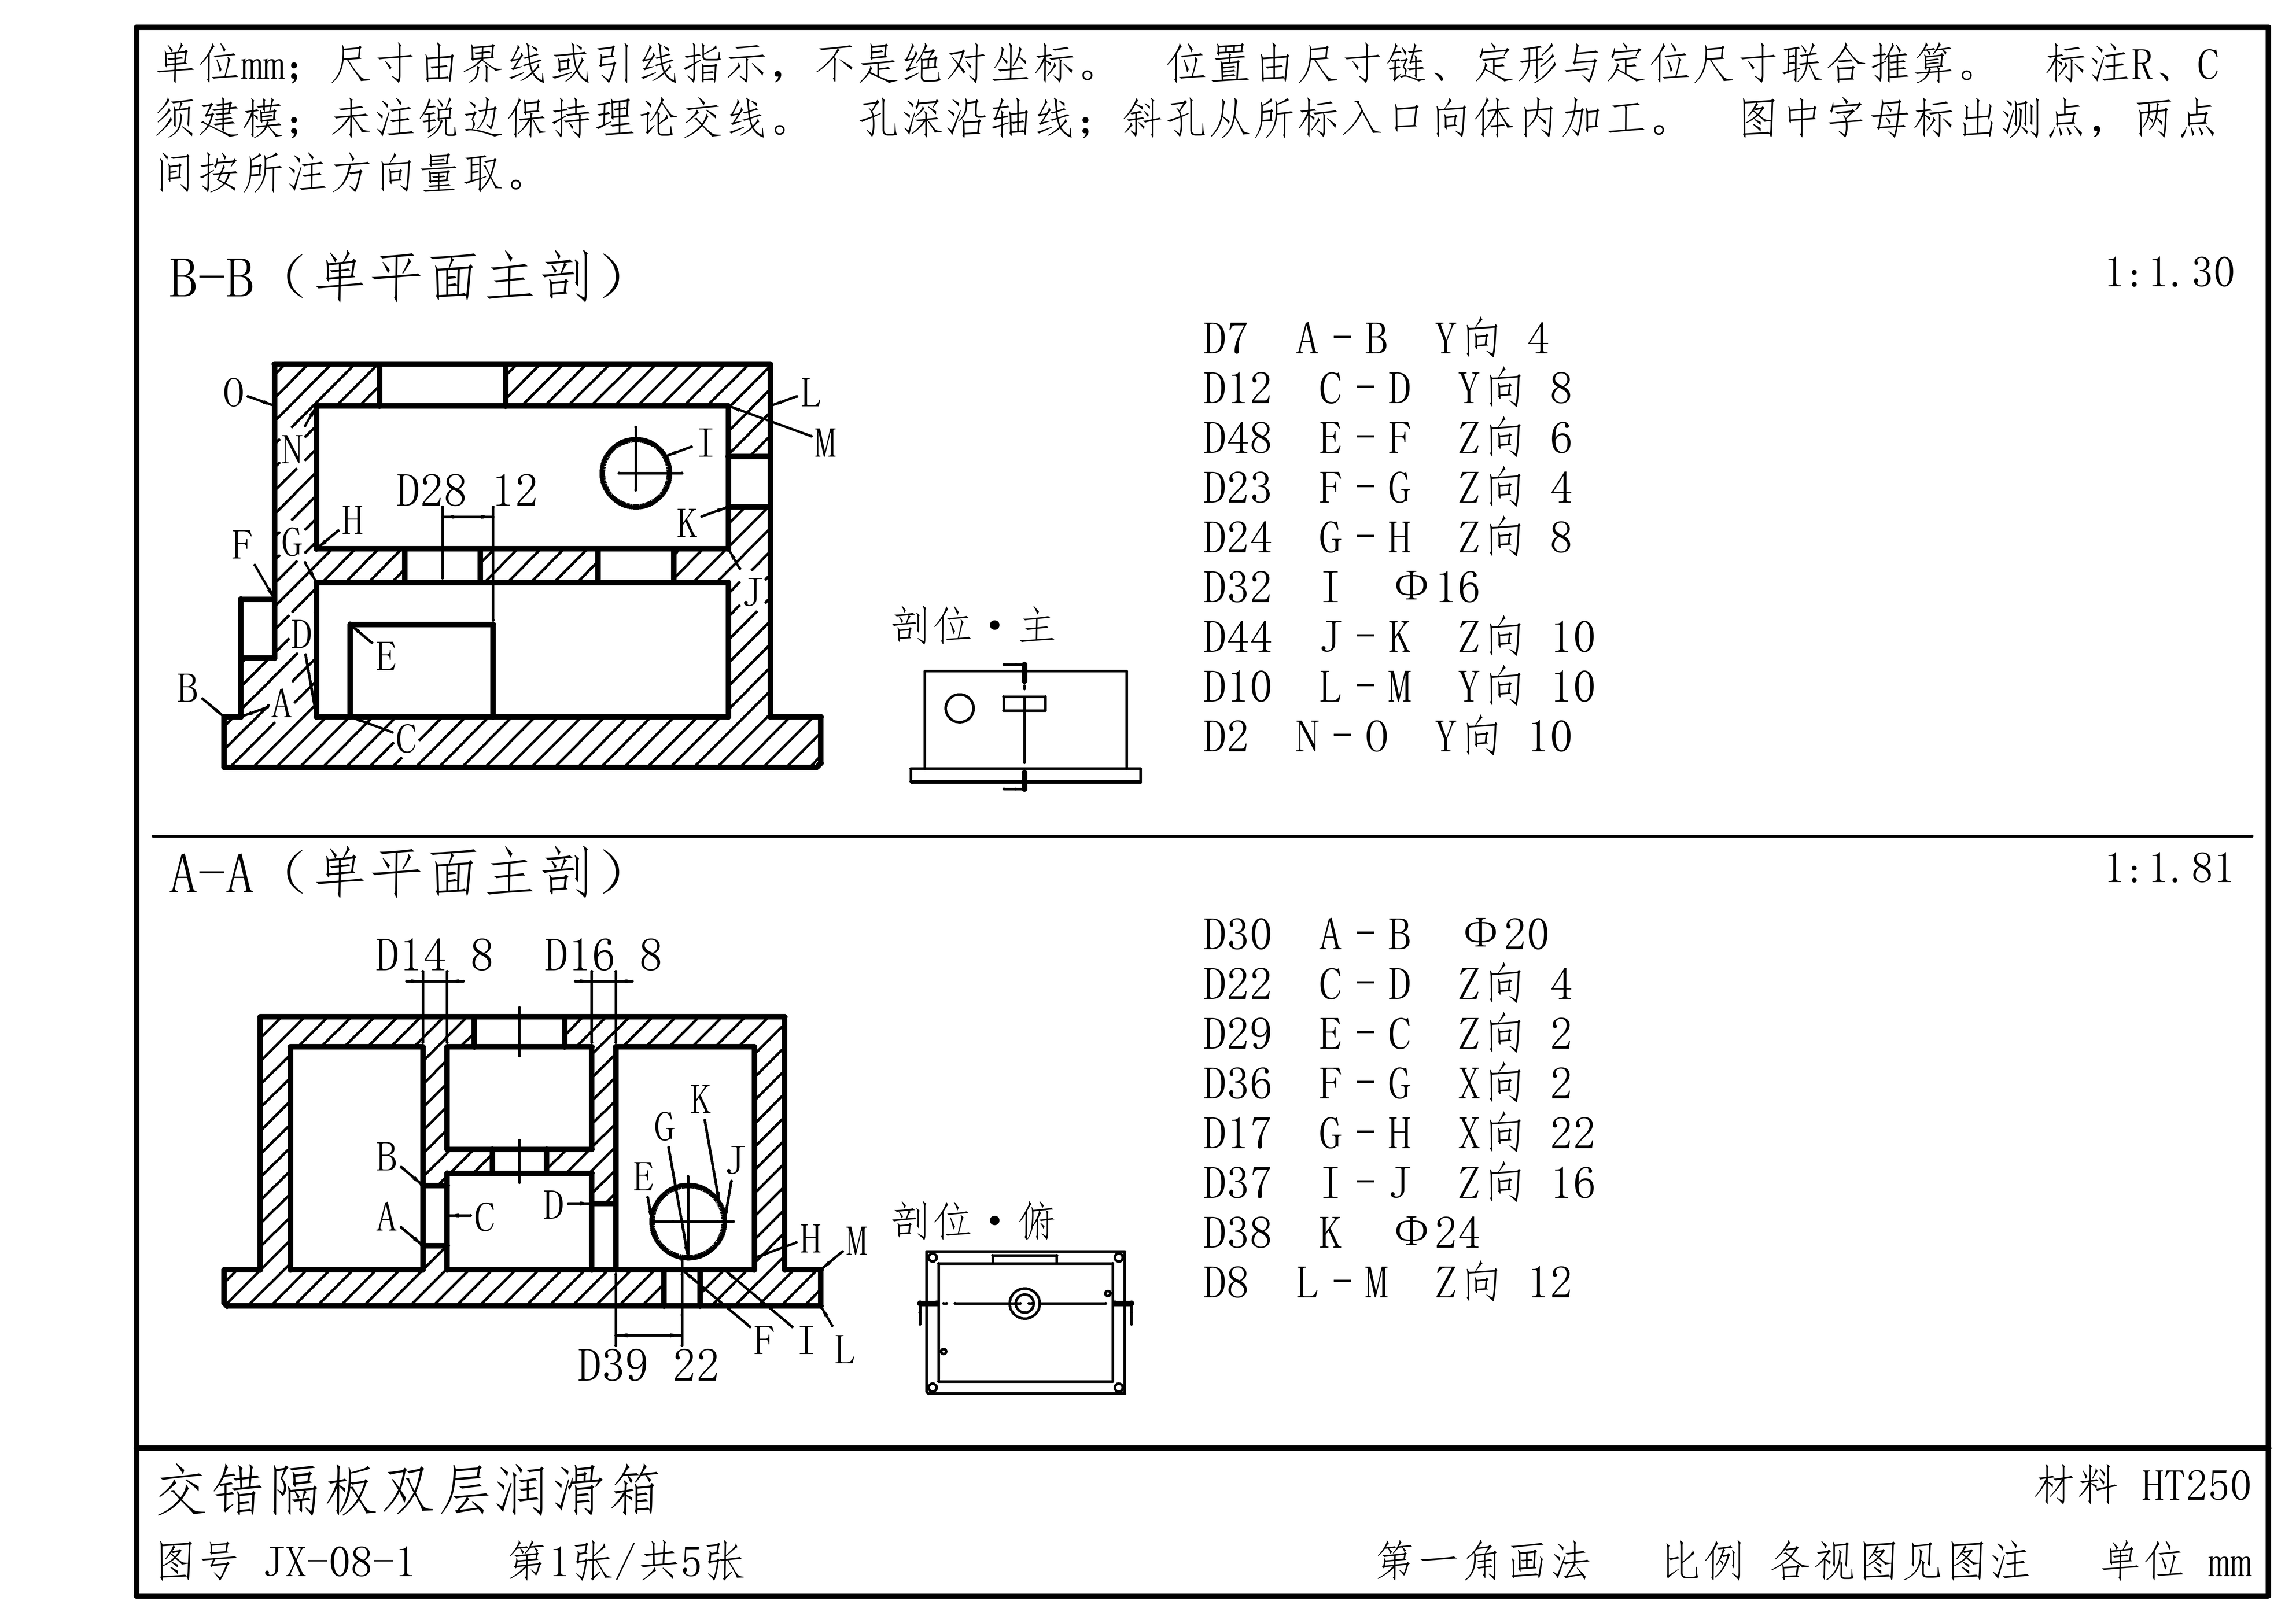 单位mm；尺寸由界线或引线指示，不是绝对坐标。 位置由尺寸链、定形与定位尺寸联合推算。 标注R、C
须建模；未注锐边保持理论交线。 孔深沿轴线；斜孔从所标入口向体内加工。 图中字母标出测点，两点
间按所注方向量取。
B-B（单平面主剖） 1:1.30
D7 A-B Y向 4
D12 C-D Y向 8
D48 E-F Z向 6
D23 F-G Z向 4
D24 G-H Z向 8
D32 I Φ16
D44 J-K Z向 10
D10 L-M Y向 10
D2 N-O Y向 10
O
L
N
I
M
D28 12
H
K
F
G
J
D
E
B
A
C
剖位·主
A-A（单平面主剖） 1:1.81
D30 A-B Φ20
D22 C-D Z向 4
D29 E-C Z向 2
D36 F-G X向 2
D17 G-H X向 22
D37 I-J Z向 16
D38 K Φ24
D8 L-M Z向 12
D14 8 D16 8
K
G
B
J
E
A
C
D
H
M
F
I
L
D39 22
剖位·俯
交错隔板双层润滑箱 材料 HT250
图号 JX-08-1 第1张/共5张 第一角画法 比例 各视图见图注 单位 mm